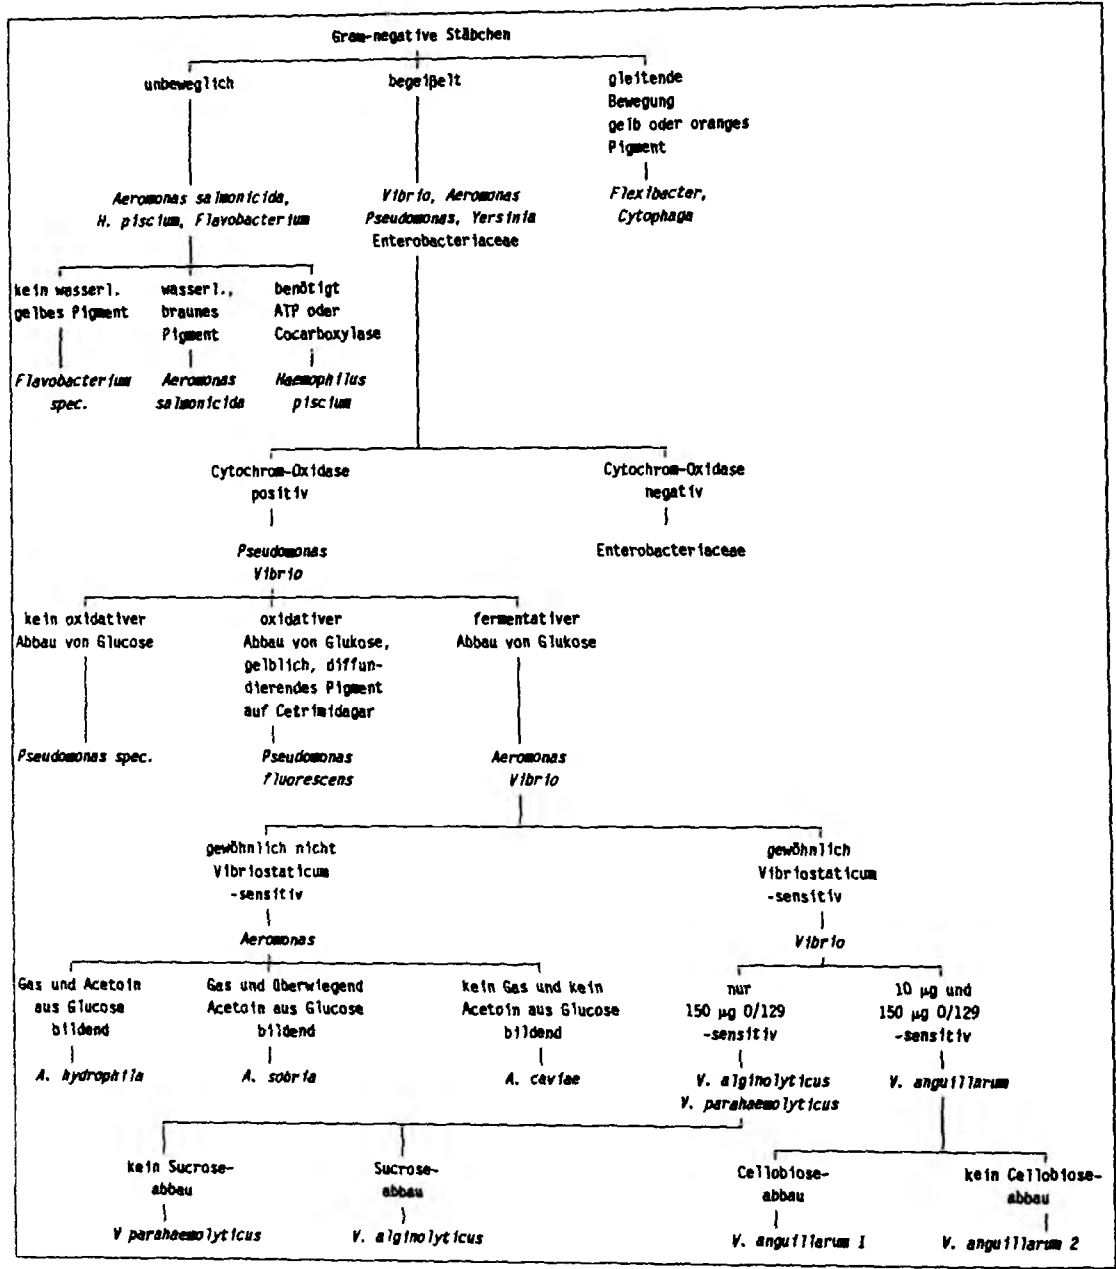 Gram-negative Stäbchen
unbeweglich
begeißelt
gleitende
Bewegung
gelb oder oranges
Pigment
Aeromonas salmonicida,
H. piscium, Flavobacterium
Vibrio, Aeromonas
Pseudomonas, Yersinia
Enterobacteriaceae
Flexibacter,
Cytophaga
kein wasserl.
gelbes Pigment
wasserl.,
braunes
Pigment
benötigt
ATP oder
Cocarboxylase
Flavobacterium
spec.
Aeromonas
salmonicida
Haemophilus
piscium
Cytochrom-Oxidase
positiv
Cytochrom-Oxidase
negativ
Pseudomonas
Vibrio
Enterobacteriaceae
kein oxidativer
Abbau von Glucose
oxidativer
Abbau von Glukose,
gelblich, diffun-
dierendes Pigment
auf Cetrimidagar
fermentativer
Abbau von Glukose
Pseudomonas spec.
Pseudomonas
fluorescens
Aeromonas
Vibrio
gewöhnlich nicht
Vibriostaticum
-sensitiv
gewöhnlich
Vibriostaticum
-sensitiv
Aeromonas
Vibrio
Gas und Acetoin
aus Glucose
bildend
Gas und überwiegend
Acetoin aus Glucose
bildend
kein Gas und kein
Acetoin aus Glucose
bildend
nur
150 µg O/129
-sensitiv
10 µg und
150 µg O/129
-sensitiv
A. hydrophila
A. sobria
A. caviae
V. alginolyticus
V. parahaemolyticus
V. anguillarum
kein Sucrose-
abbau
Sucrose-
abbau
Cellobiose-
abbau
kein Cellobiose-
abbau
V parahaemolyticus
V. alginolyticus
V. anguillarum 1
V. anguillarum 2